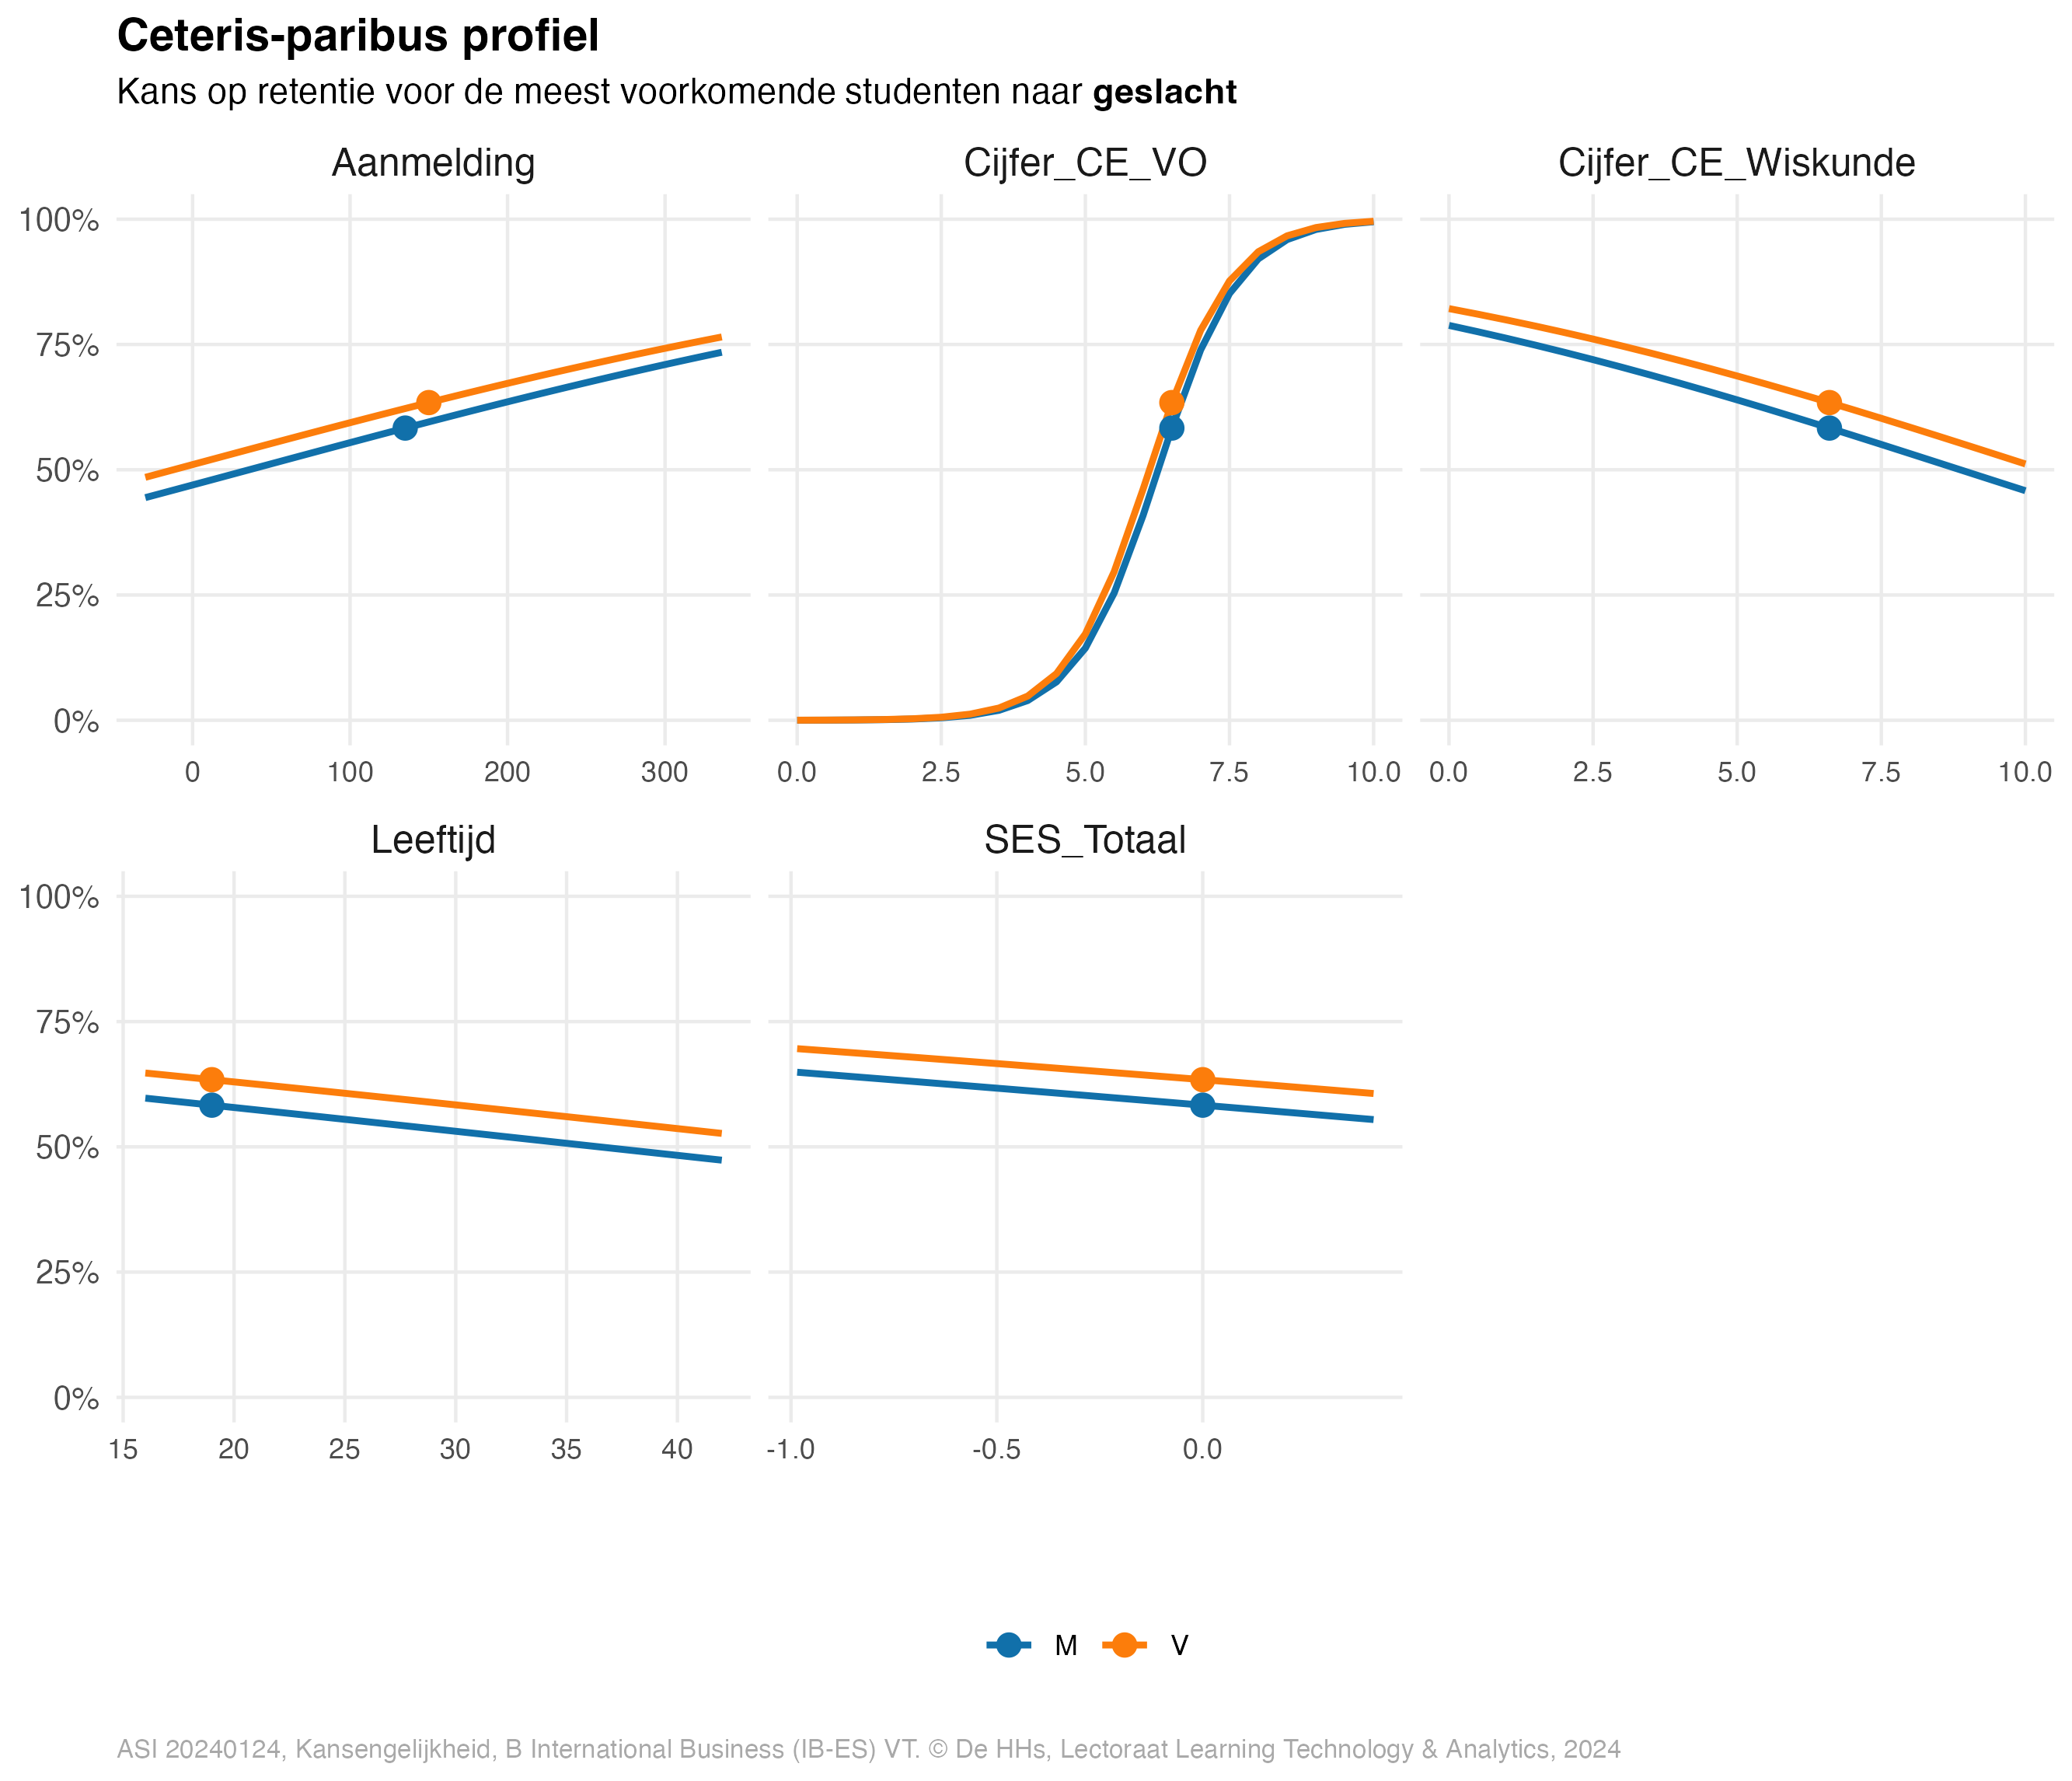 Ceteris-paribus profiel
Kans op retentie voor de meest voorkomende studenten naar geslacht
Aanmelding
Cijfer_CE_VO
Cijfer_CE_Wiskunde
100%
75%
50%
25%
0%
0 100 200 300
0.0 2.5 5.0 7.5 10.0
0.0 2.5 5.0 7.5 10.0
Leeftijd
SES_Totaal
100%
75%
50%
25%
0%
15 20 25 30 35 40
-1.0 -0.5 0.0
M V
ASI 20240124, Kansengelijkheid, B International Business (IB-ES) VT. © De HHs, Lectoraat Learning Technology & Analytics, 2024